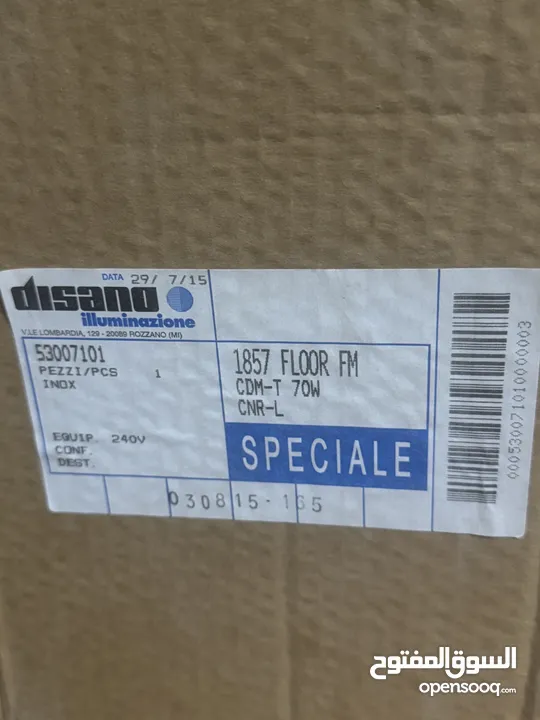 DATA 29/ 7/15
disano
illuminazione
V.LE LOMBARDIA, 129 - 20089 ROZZANO (MI)
53007101
PEZZI/PCS 1
INOX
EQUIP. 240V
CONF.
DEST.
1857 FLOOR FM
CDM-T 70W
CNR-L
SPECIALE
030815-165
000530071010000003
السوق المفتوح
opensooq.com